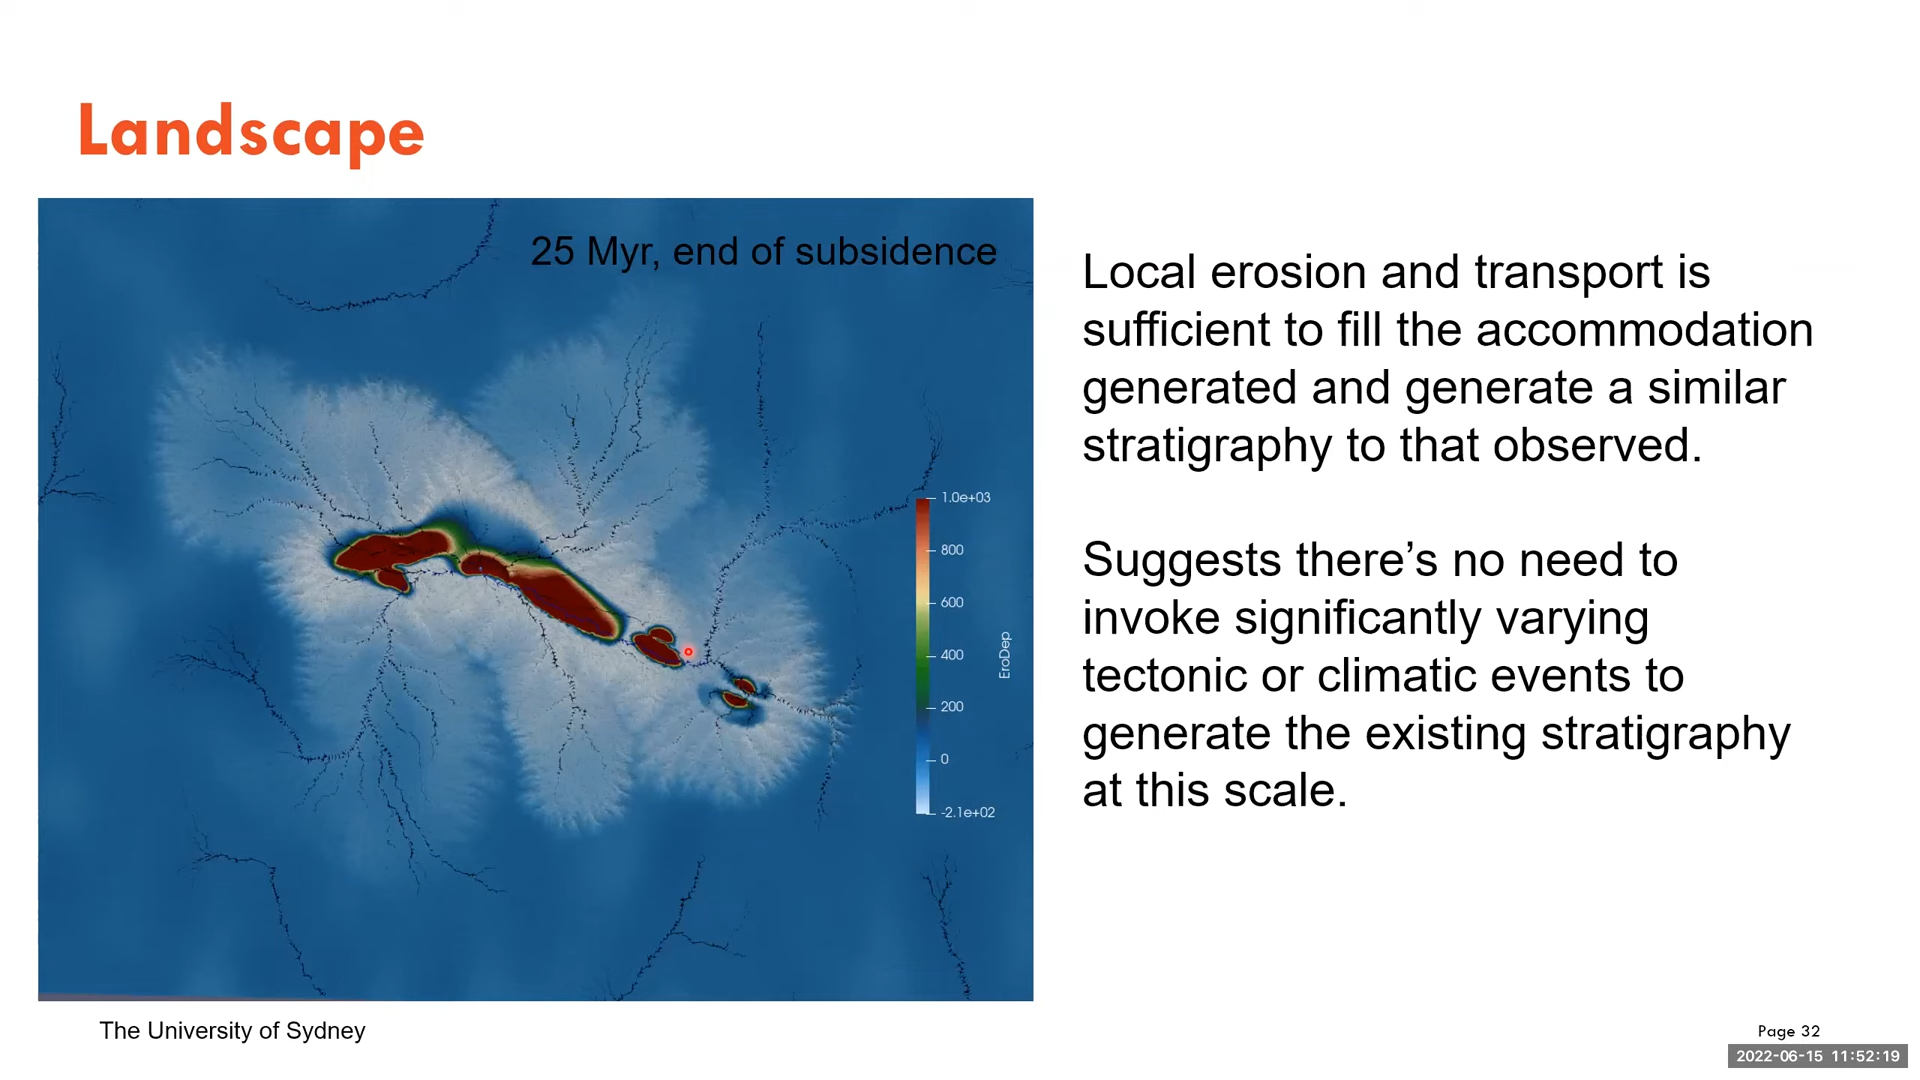 Landscape
25 Myr, end of subsidence
Local erosion and transport is
sufficient to fill the accommodation
generated and generate a similar
stratigraphy to that observed.
Suggests there’s no need to
invoke significantly varying
tectonic or climatic events to
generate the existing stratigraphy
at this scale.
1.0e+03
800
600
400
200
0
-2.1e+02
EroDep
The University of Sydney
Page 32
2022-06-15 11:52:19